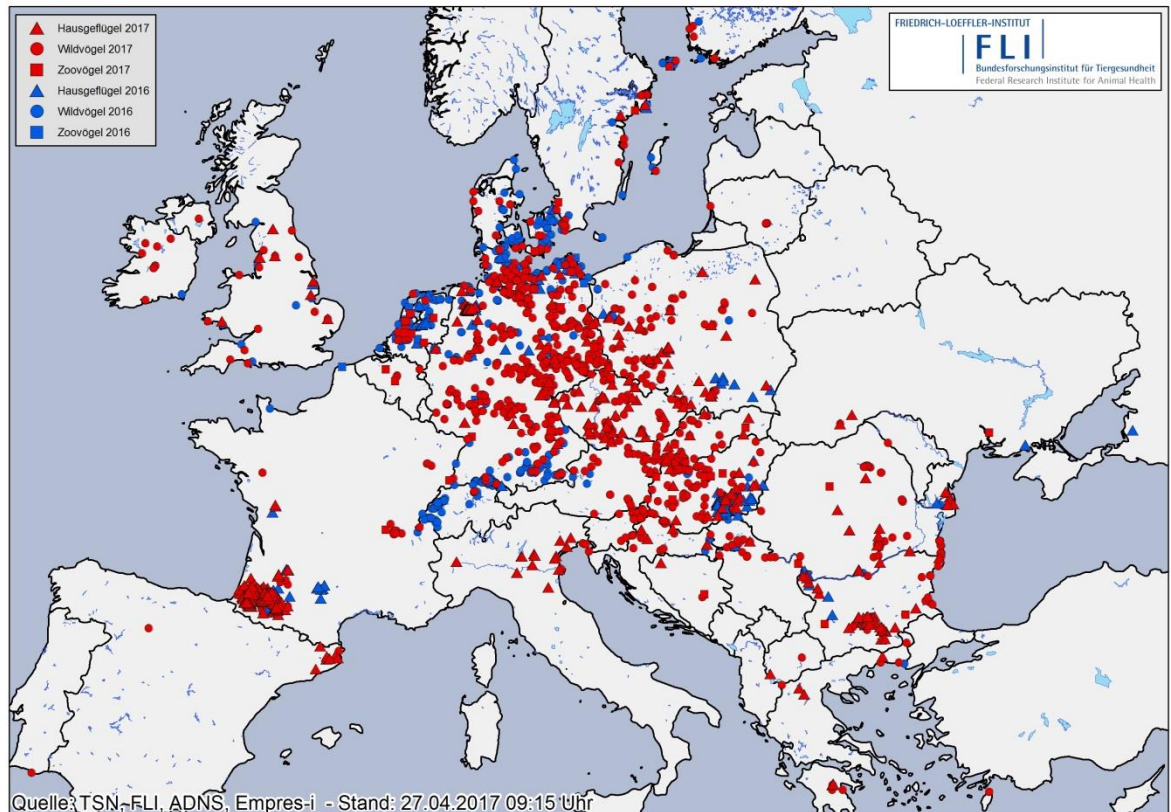 Hausgeflügel 2017
Wildvögel 2017
Zoovögel 2017
Hausgeflügel 2016
Wildvögel 2016
Zoovögel 2016
FRIEDRICH-LOEFFLER-INSTITUT
FLI
Bundesforschungsinstitut für Tiergesundheit
Federal Research Institute for Animal Health
Quelle: TSN, FLI, ADNS, Empres-i - Stand: 27.04.2017 09:15 Uhr